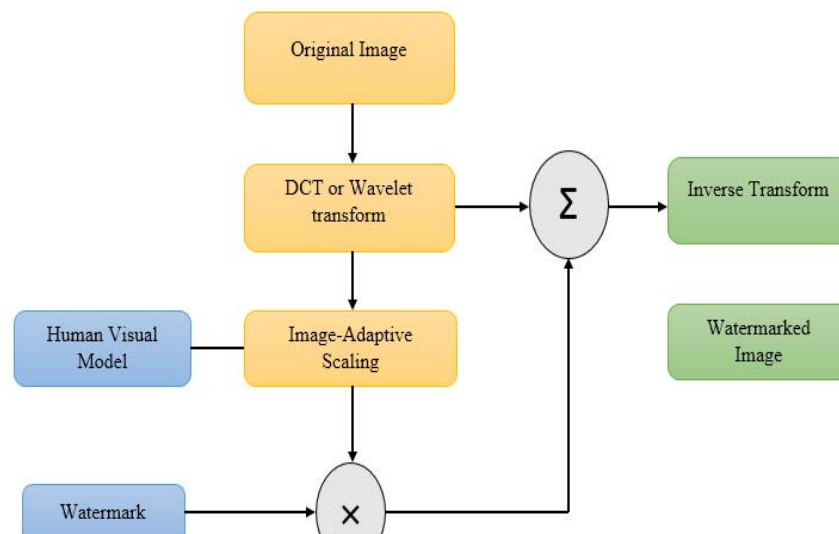 Original Image
DCT or Wavelet
transform
Σ
Inverse Transform
Human Visual
Model
Image-Adaptive
Scaling
Watermarked
Image
Watermark
×